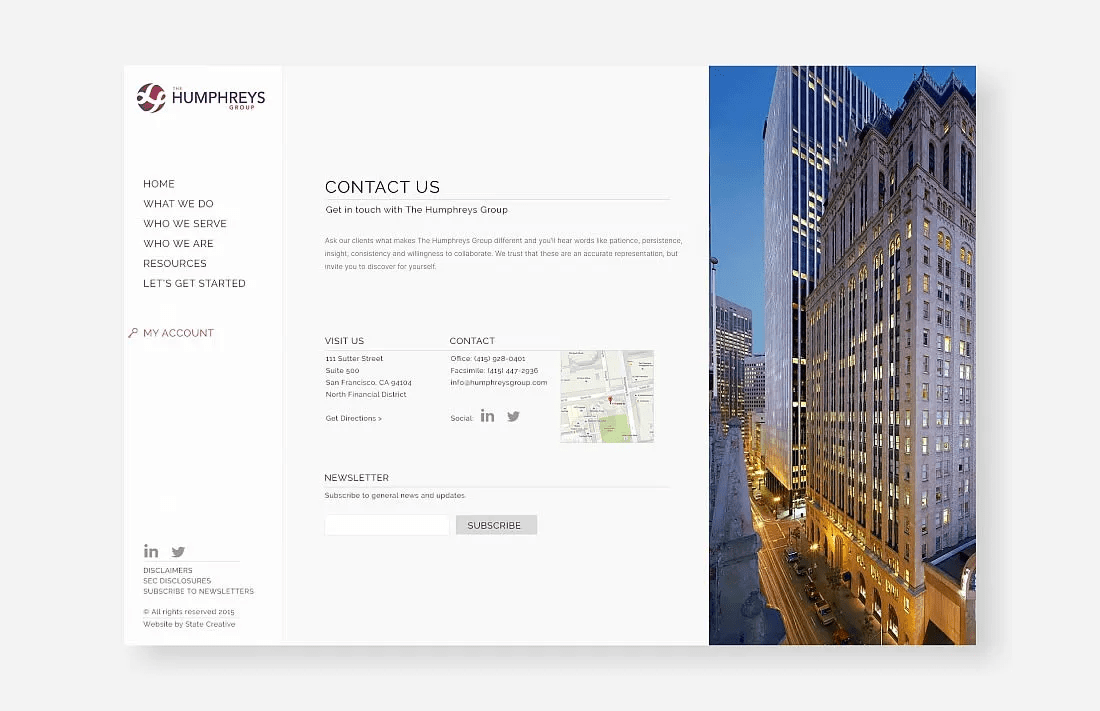 THE
HUMPHREYS
GROUP
HOME
WHAT WE DO
WHO WE SERVE
WHO WE ARE
RESOURCES
LET'S GET STARTED
MY ACCOUNT
DISCLAIMERS
SEC DISCLOSURES
SUBSCRIBE TO NEWSLETTERS
© All rights reserved 2015
Website by State Creative
CONTACT US
Get in touch with The Humphreys Group
Ask our clients what makes The Humphreys Group different and you'll hear words like patience, persistence,
insight, consistency and willingness to collaborate. We trust that these are an accurate representation, but
invite you to discover for yourself.
VISIT US
111 Sutter Street
Suite 500
San Francisco, CA 94104
North Financial District
Get Directions >
CONTACT
Office: (415) 928-0401
Facsimile: (415) 447-2936
info@humphreysgroup.com
Social:
NEWSLETTER
Subscribe to general news and updates.
SUBSCRIBE